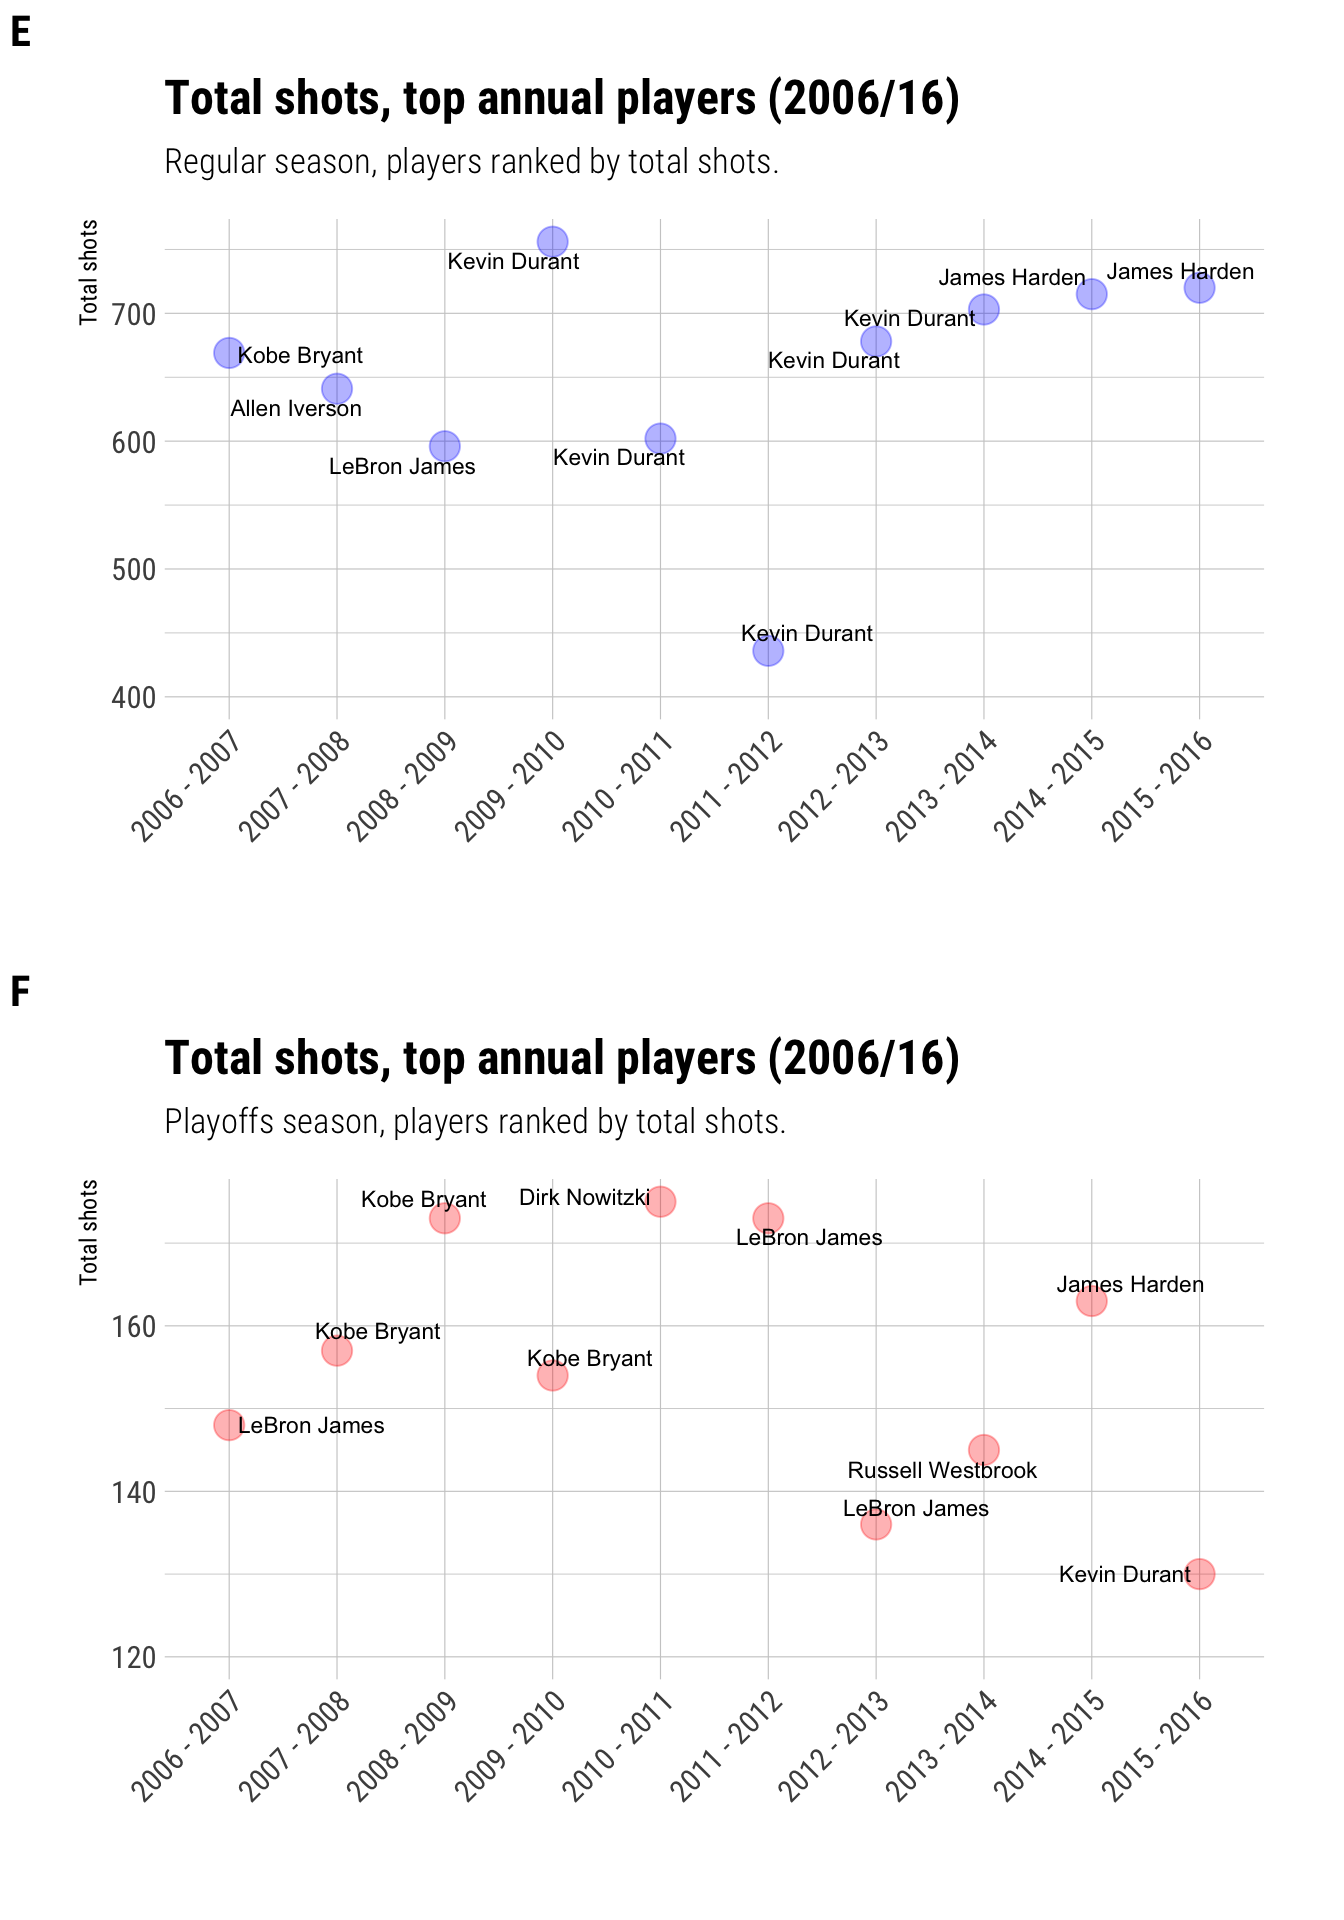 E
Total shots, top annual players (2006/16)
Regular season, players ranked by total shots.
Total shots
Kevin Durant
James Harden
James Harden
700
Kevin Durant
Kobe Bryant
Kevin Durant
Allen Iverson
600
Kevin Durant
LeBron James
500
Kevin Durant
400
2006 - 2007
2007 - 2008
2008 - 2009
2009 - 2010
2010 - 2011
2011 - 2012
2012 - 2013
2013 - 2014
2014 - 2015
2015 - 2016
F
Total shots, top annual players (2006/16)
Playoffs season, players ranked by total shots.
Total shots
Kobe Bryant
Dirk Nowitzki
LeBron James
James Harden
160
Kobe Bryant
Kobe Bryant
LeBron James
Russell Westbrook
140
LeBron James
Kevin Durant
120
2006 - 2007
2007 - 2008
2008 - 2009
2009 - 2010
2010 - 2011
2011 - 2012
2012 - 2013
2013 - 2014
2014 - 2015
2015 - 2016